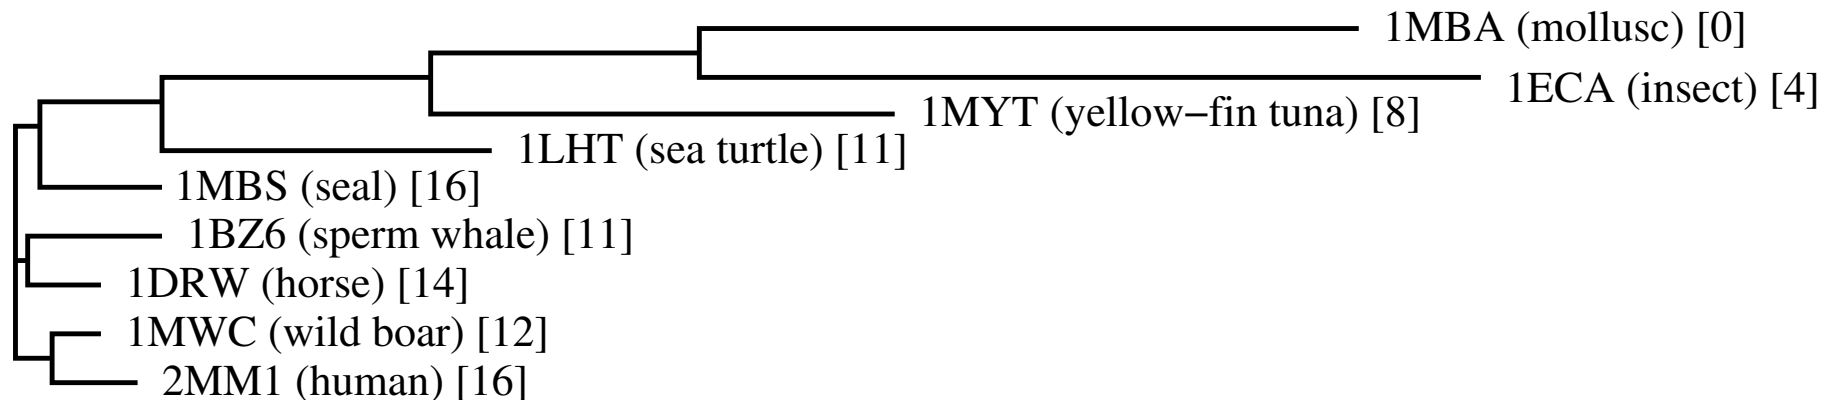 1MBA (mollusc) [0]
1ECA (insect) [4]
1MYT (yellow−fin tuna) [8]
1LHT (sea turtle) [11]
1MBS (seal) [16]
1BZ6 (sperm whale) [11]
1DRW (horse) [14]
1MWC (wild boar) [12]
2MM1 (human) [16]